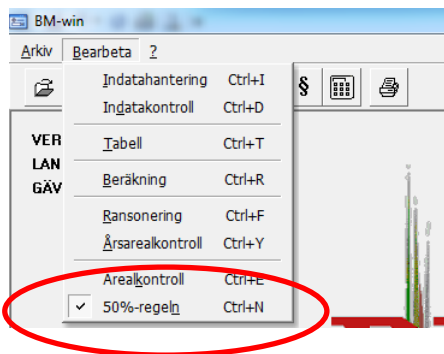 BM-win
Arkiv Bearbeta ?
Indatahantering Ctrl+I
Indatakontroll Ctrl+D
§
Tabell Ctrl+T
Beräkning Ctrl+R
Ransonering Ctrl+F
Årsarealkontroll Ctrl+Y
Arealkontroll Ctrl+E
50%-regeln Ctrl+N
VER
LAN
GÄV